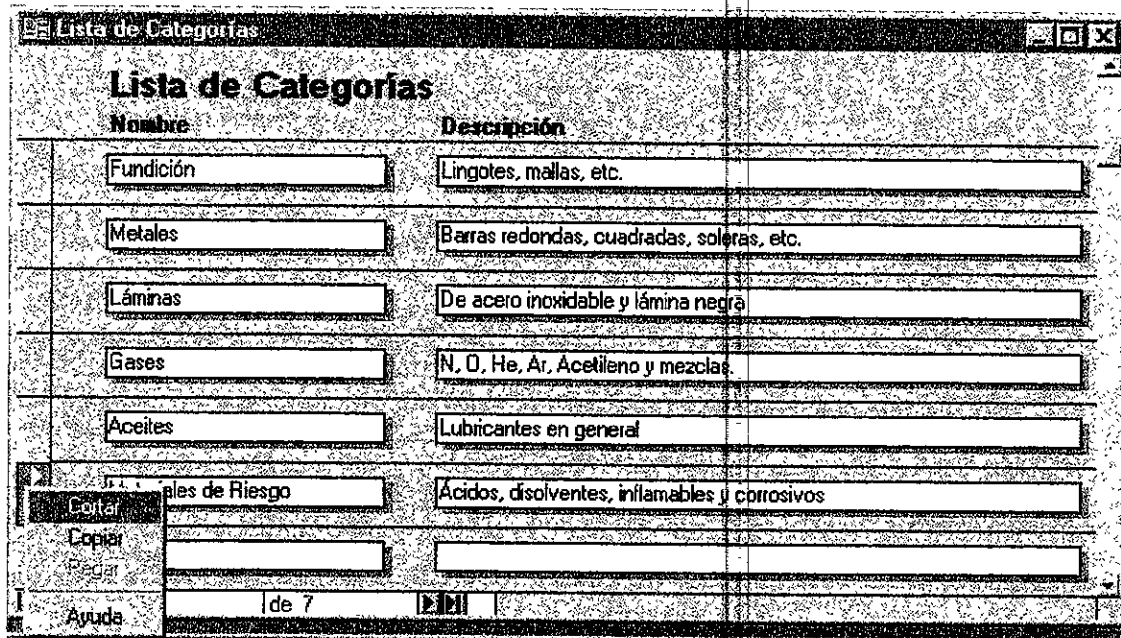 Lista de Categorías
Lista de Categorías
Nombre Descripción
Fundición Lingotes, mallas, etc.
Metales Barras redondas, cuadradas, soleras, etc.
Láminas De acero inoxidable y lámina negra
Gases N, O, He, Ar, Acetileno y mezclas.
Aceites Lubricantes en general
de Riesgo Ácidos, disolventes, inflamables y corrosivos
Cortar
Copiar
Pegar
Ayuda
de 7